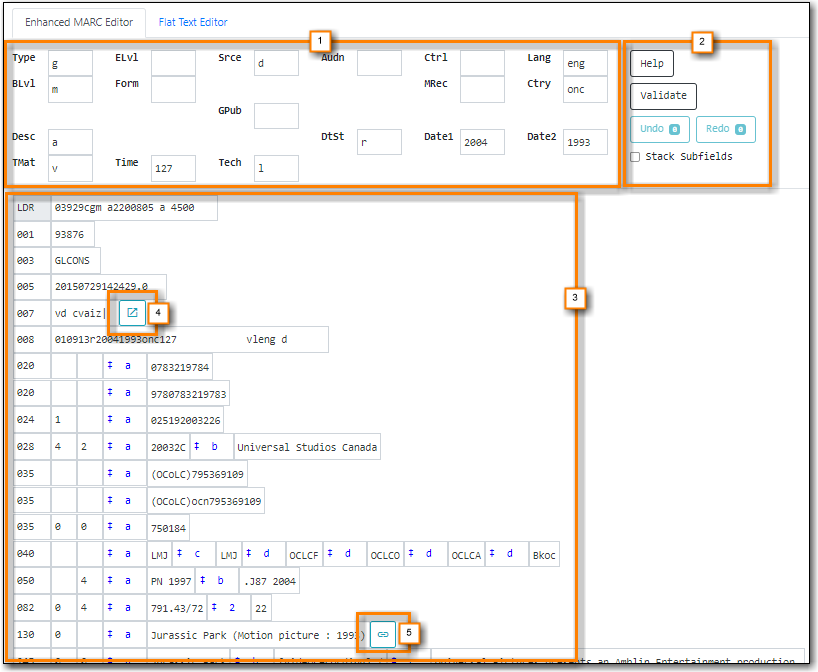 Enhanced MARC Editor Flat Text Editor
1 2
Type g ELvl Srce d Audn Ctrl Lang eng Help
BLvl m Form MRec Ctry onc Validate
GPub
Undo 0 Redo 0
Desc a DtSt r Date1 2004 Date2 1993
Stack Subfields
TMat v Time 127 Tech l
LDR 03929cgm a2200805 a 4500
001 93876
003 GLCONS
005 20150729142429.0
3
007 vd cvaiz| 4
008 010913r20041993onc127 vleng d
020 ‡ a 0783219784
020 ‡ a 9780783219783
024 1 ‡ a 025192003226
028 4 2 ‡ a 20032C ‡ b Universal Studios Canada
035 ‡ a (OCoLC)795369109
035 ‡ a (OCoLC)ocn795369109
035 0 0 ‡ a 750184
040 ‡ a LMJ ‡ c LMJ ‡ d OCLCF ‡ d OCLCO ‡ d OCLCA ‡ d Bkoc
050 4 ‡ a PN 1997 ‡ b .J87 2004
082 0 4 ‡ a 791.43/72 ‡ 2 22
130 0 ‡ a Jurassic Park (Motion picture : 1993) 5